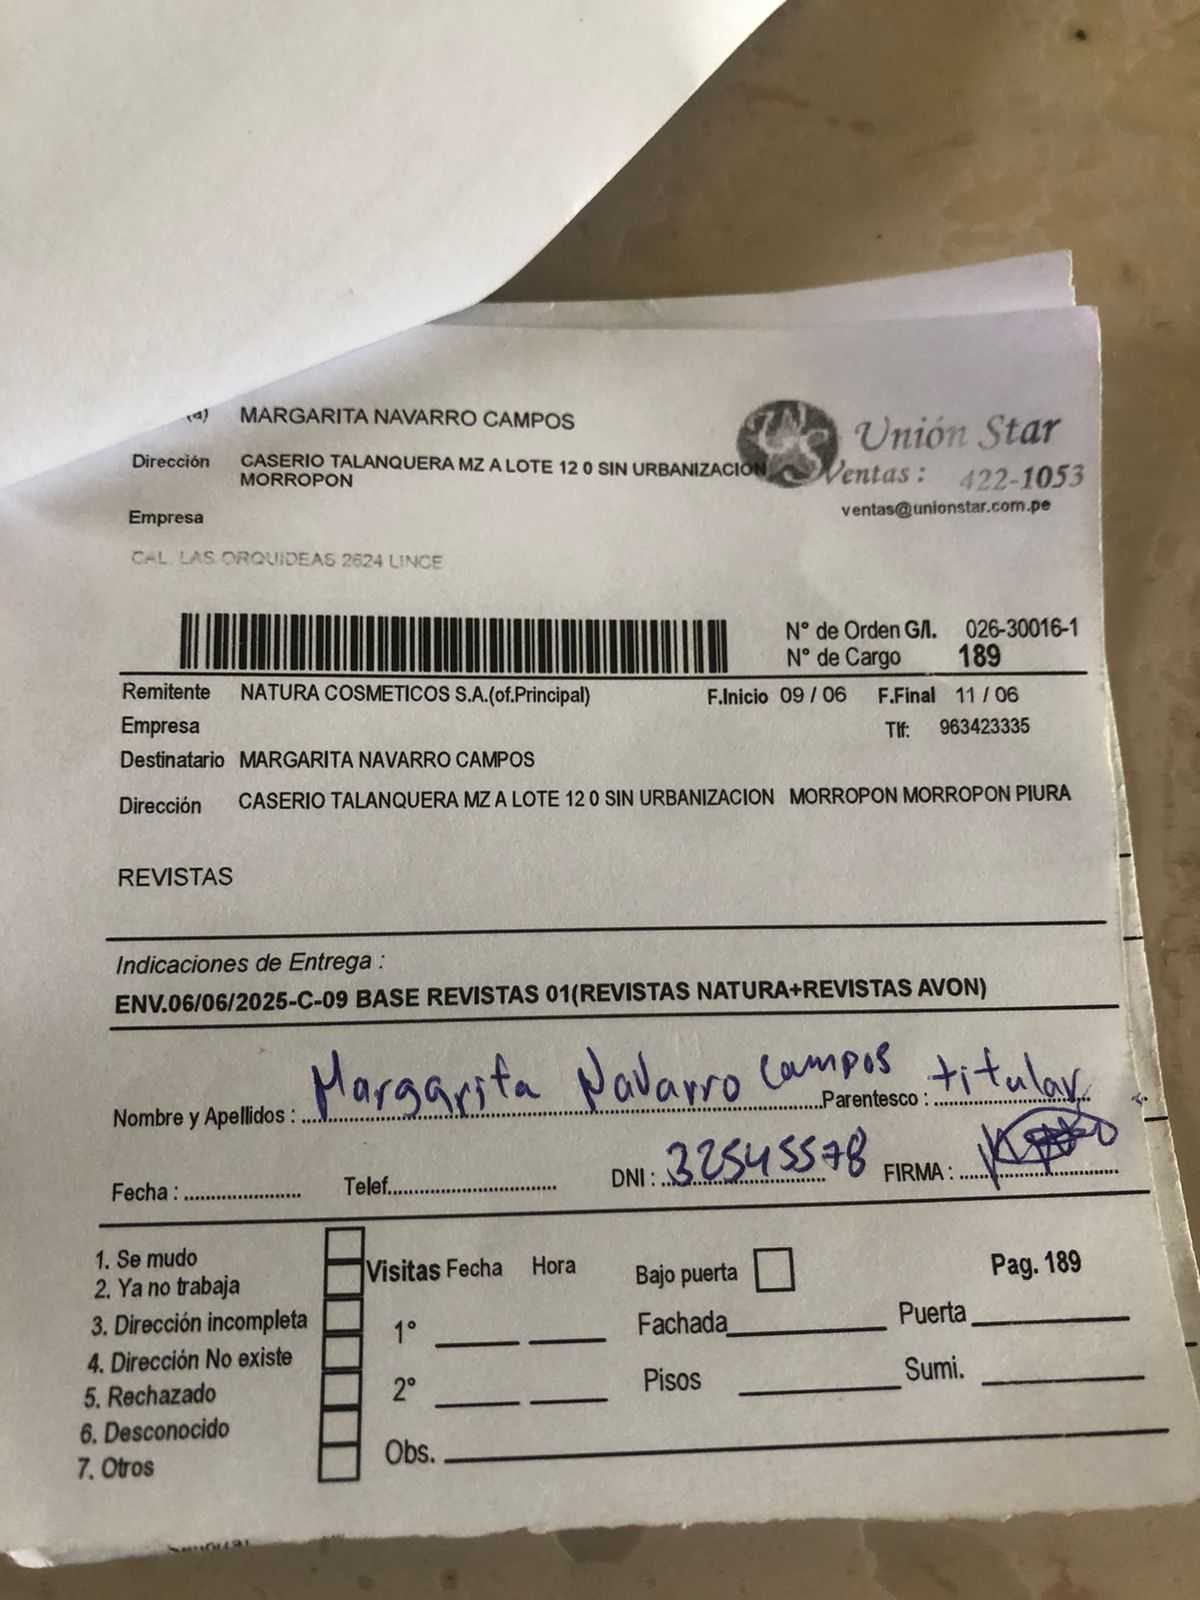 (a) MARGARITA NAVARRO CAMPOS
Dirección CASERIO TALANQUERA MZ A LOTE 12 0 SIN URBANIZACION
MORROPON
Unión Star
Ventas : 422-1053
ventas@unionstar.com.pe
Empresa
CAL. LAS ORQUIDEAS 2624 LINCE
N° de Orden G/I. 026-30016-1
N° de Cargo 189
Remitente NATURA COSMETICOS S.A.(of.Principal) F.Inicio 09 / 06 F.Final 11 / 06
Empresa Tlf: 963423335
Destinatario MARGARITA NAVARRO CAMPOS
Dirección CASERIO TALANQUERA MZ A LOTE 12 0 SIN URBANIZACION MORROPON MORROPON PIURA
REVISTAS
Indicaciones de Entrega :
ENV.06/06/2025-C-09 BASE REVISTAS 01(REVISTAS NATURA+REVISTAS AVON)
Nombre y Apellidos : Margarita Navarro Campos Parentesco : titular
Fecha : Telef. DNI : 32545578 FIRMA :
1. Se mudo
2. Ya no trabaja
3. Dirección incompleta
4. Dirección No existe
5. Rechazado
6. Desconocido
7. Otros
Visitas Fecha Hora Bajo puerta Pag. 189
1° Fachada Puerta
2° Pisos Sumi.
Obs.